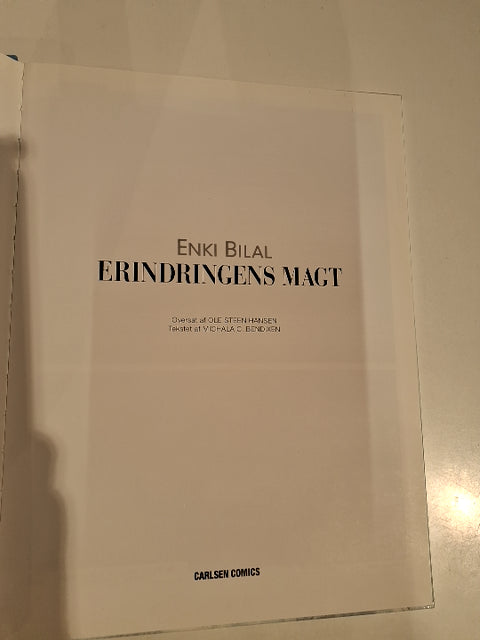 ENKI BILAL
ERINDRINGENS MAGT
Oversat af OLE STEEN HANSEN
Tekstet af MICHALA C. BENDIXEN
CARLSEN COMICS